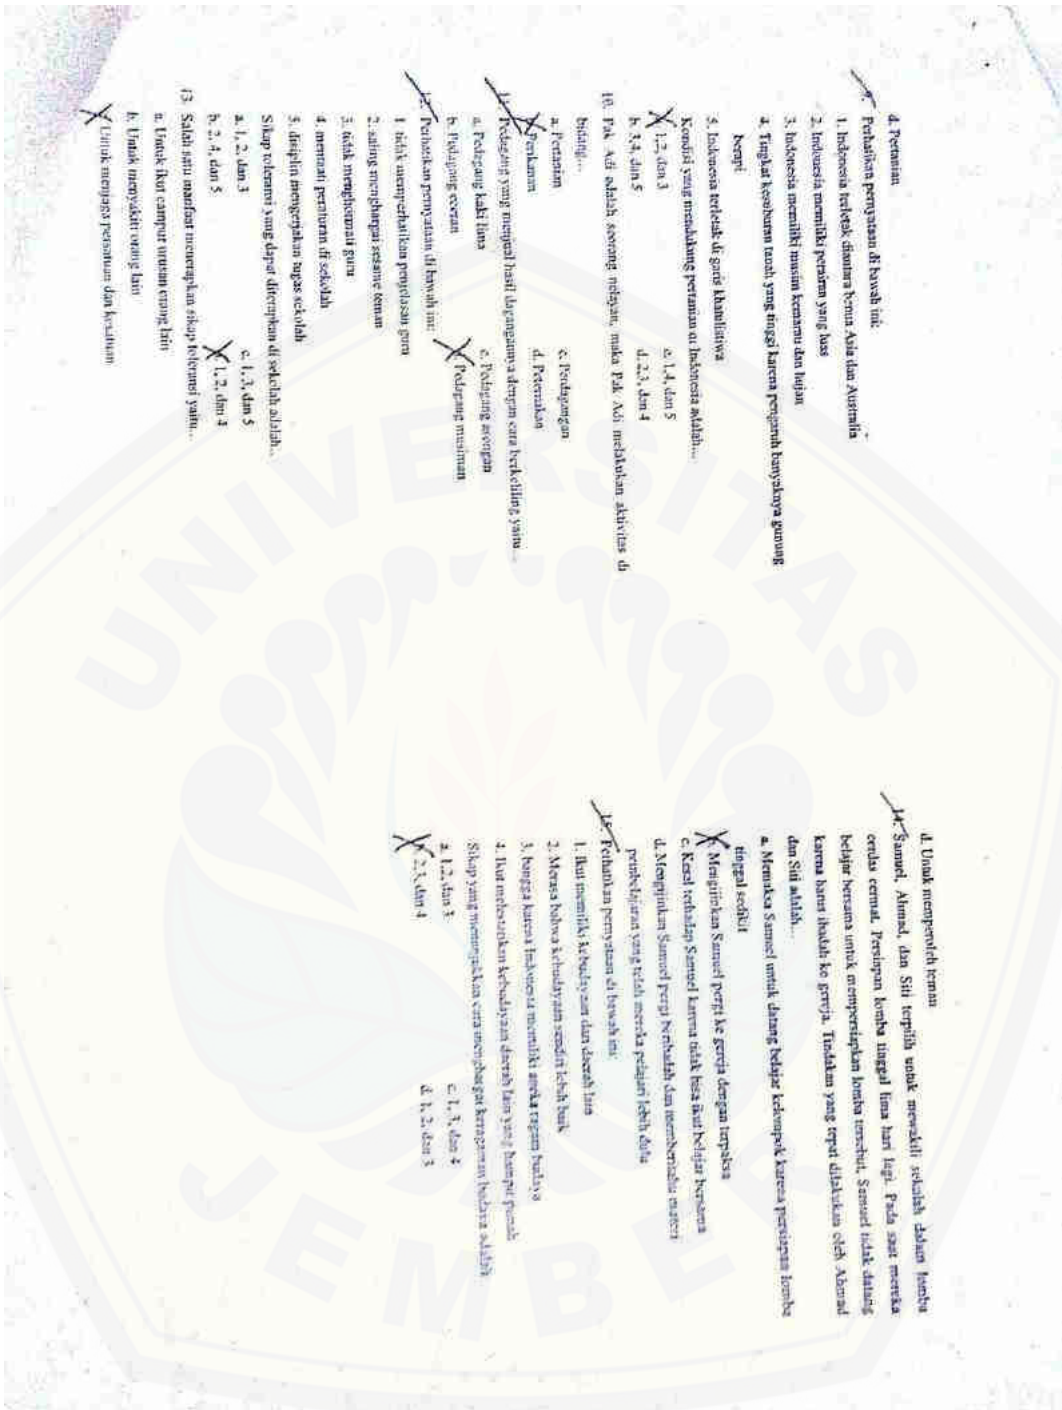 d. Pertanian
9. Perhatikan pernyataan di bawah ini:
1. Indonesia terletak diantara benua Asia dan Australia
2. Indonesia memiliki perairan yang luas
3. Indonesia memiliki musim kemarau dan hujan
4. Tingkat kesuburan tanah yang tinggi karena pengaruh banyaknya gunung
berapi
5. Indonesia terletak di garis khatulistiwa
Kondisi yang mendukung pertanian di Indonesia adalah...
1,2, dan 3 c. 1,4, dan 5
b. 3,4, dan 5 d. 2,3, dan 4
10. Pak Adi adalah seorang nelayan, maka Pak Adi melakukan aktivitas di
bidang...
a. Pertanian c. Perdagangan
Perikanan d. Peternakan
11. Pedagang yang menjual hasil dagangannya dengan cara berkeliling yaitu...
a. Pedagang kaki lima c. Pedagang asongan
b. Pedagang eceran Pedagang musiman
12. Perhatikan pernyataan di bawah ini:
1. tidak memperhatikan penjelasan guru
2. saling menghargai sesame teman
3. tidak menghormati guru
4. mentaati peraturan di sekolah
5. disiplin mengerjakan tugas sekolah
Sikap toleransi yang dapat diterapkan di sekolah adalah...
a. 1, 2, dan 3 c. 1, 3, dan 5
b. 2, 4, dan 5 1, 2, dan 4
13. Salah satu manfaat menerapkan sikap toleransi yaitu...
a. Untuk ikut campur urusan orang lain
b. Untuk menyakiti orang lain
Untuk menjaga persatuan dan kesatuan
d. Untuk memperoleh teman
14. Samuel, Ahmad, dan Siti terpilih untuk mewakili sekolah dalam lomba
cerdas cermat. Persiapan lomba tinggal lima hari lagi. Pada saat mereka
belajar bersama untuk mempersiapkan lomba tersebut, Samuel tidak datang
karena harus ibadah ke gereja. Tindakan yang tepat dilakukan oleh Ahmad
dan Siti adalah...
a. Memaksa Samuel untuk datang belajar kelompok karena persiapan lomba
tinggal sedikit
b. Mengijinkan Samuel pergi ke gereja dengan terpaksa
c. Kesal terhadap Samuel karena tidak bisa ikut belajar bersama
d. Mengijinkan Samuel pergi beribadah dan memberitahu materi
pembelajaran yang telah mereka pelajari lebih dulu
15. Perhatikan pernyataan di bawah ini:
1. Ikut memiliki kebudayaan dan daerah lain
2. Merasa bahwa kebudayaan sendiri lebih baik
3. bangga karena Indonesia memiliki aneka ragam budaya
4. Ikut melestarikan kebudayaan daerah lain yang hampir punah
Sikap yang menunjukkan cara menghargai keragaman budaya adalah
a. 1,2, dan 3 c. 1, 3, dan 4
2,3, dan 4 d. 1, 2, dan 3
UNIVERSITAS
JEMBER